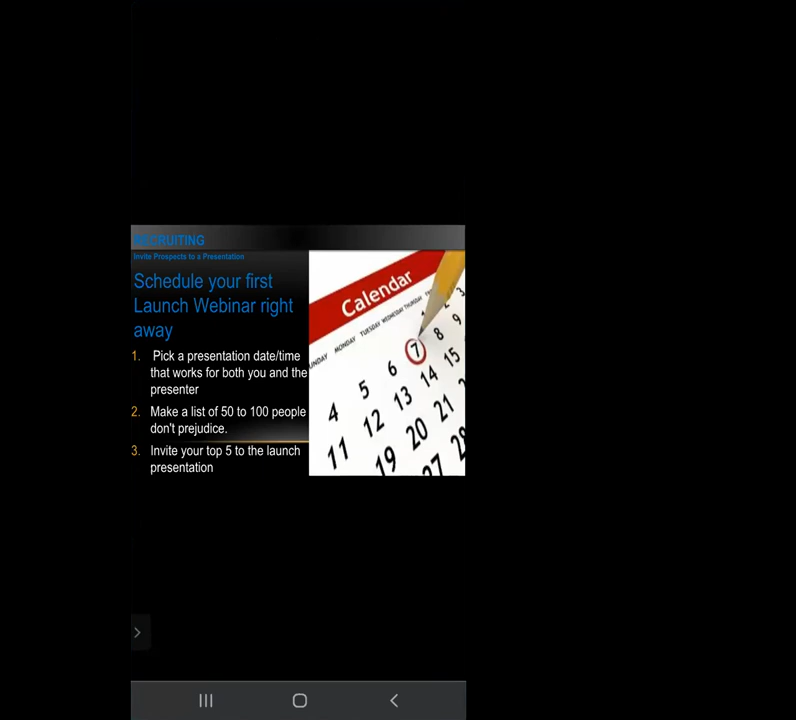 RECRUITING
Invite Prospects to a Presentation
Schedule your first
Launch Webinar right
away
1. Pick a presentation date/time
that works for both you and the
presenter
2. Make a list of 50 to 100 people
don't prejudice.
3. Invite your top 5 to the launch
presentation
Calendar
MONDAY TUESDAY WEDNESDAY THURSDAY
7 8 9
4 5 6
11 12 13 14 15
19 20 21
27 28